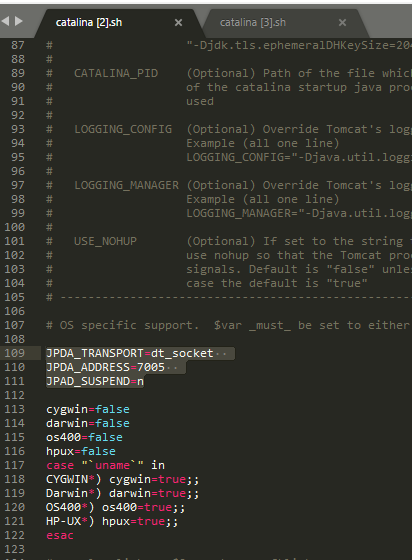 catalina [2].sh × catalina [3].sh ×
87 # "-Djdk.tls.ephemeralDHKeySize=204
88 #
89 # CATALINA_PID (Optional) Path of the file which
90 # of the catalina startup java pro
91 # used
92 #
93 # LOGGING_CONFIG (Optional) Override Tomcat's log
94 # Example (all one line)
95 # LOGGING_CONFIG="-Djava.util.logg
96 #
97 # LOGGING_MANAGER (Optional) Override Tomcat's log
98 # Example (all one line)
99 # LOGGING_MANAGER="-Djava.util.log
100 #
101 # USE_NOHUP (Optional) If set to the string
102 # use nohup so that the Tomcat pro
103 # signals. Default is "false" unle
104 # case the default is "true"
105 # -----------------------------------------------
106
107 # OS specific support. $var _must_ be set to either
108
109 JPDA_TRANSPORT=dt_socket
110 JPDA_ADDRESS=7005
111 JPAD_SUSPEND=n
112
113 cygwin=false
114 darwin=false
115 os400=false
116 hpux=false
117 case "`uname`" in
118 CYGWIN*) cygwin=true;;
119 Darwin*) darwin=true;;
120 OS400*) os400=true;;
121 HP-UX*) hpux=true;;
122 esac
123